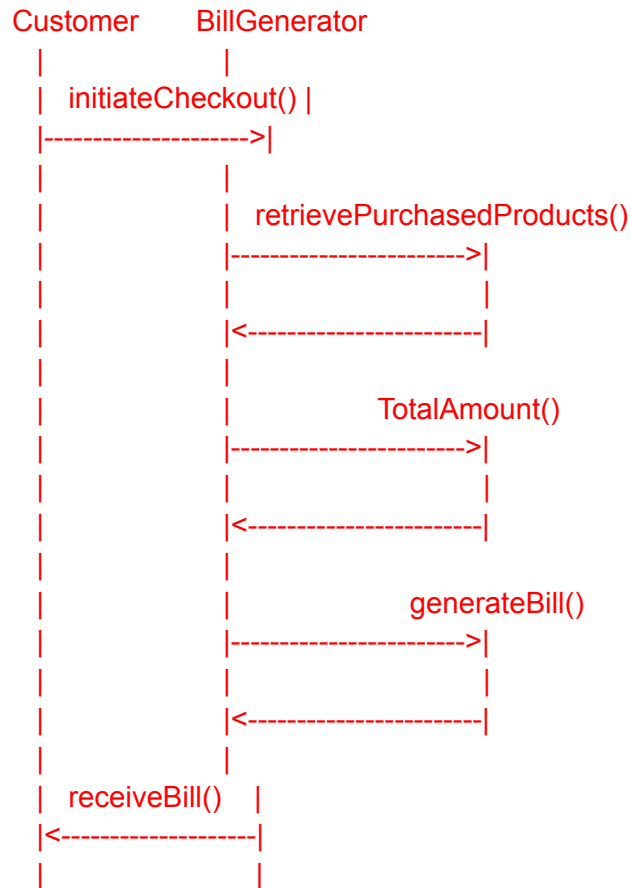 Customer BillGenerator
| |
| initiateCheckout() |
|-------------------->|
| |
| | retrievePurchasedProducts()
| |----------------------->|
| | |
| |<-----------------------|
| |
| | TotalAmount()
| |----------------------->|
| | |
| |<-----------------------|
| |
| | generateBill()
| |----------------------->|
| | |
| |<-----------------------|
| |
| receiveBill() |
|<-------------------|
| |